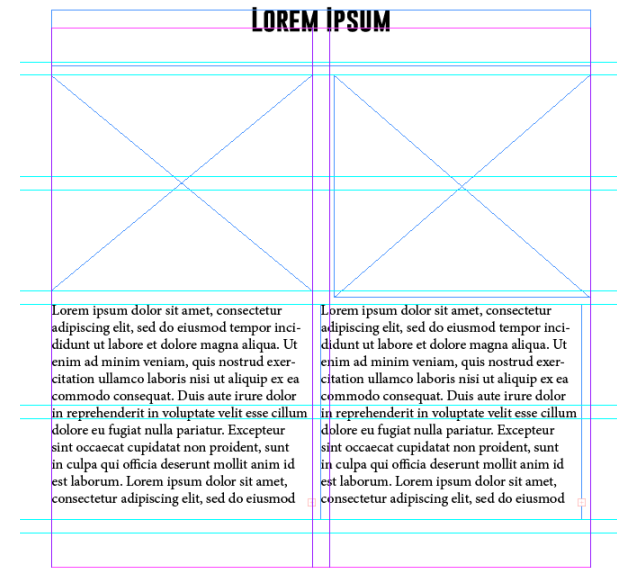 Lorem Ipsum
Lorem ipsum dolor sit amet, consectetur
adipiscing elit, sed do eiusmod tempor inci-
didunt ut labore et dolore magna aliqua. Ut
enim ad minim veniam, quis nostrud exer-
citation ullamco laboris nisi ut aliquip ex ea
commodo consequat. Duis aute irure dolor
in reprehenderit in voluptate velit esse cillum
dolore eu fugiat nulla pariatur. Excepteur
sint occaecat cupidatat non proident, sunt
in culpa qui officia deserunt mollit anim id
est laborum. Lorem ipsum dolor sit amet,
consectetur adipiscing elit, sed do eiusmod
Lorem ipsum dolor sit amet, consectetur
adipiscing elit, sed do eiusmod tempor inci-
didunt ut labore et dolore magna aliqua. Ut
enim ad minim veniam, quis nostrud exer-
citation ullamco laboris nisi ut aliquip ex ea
commodo consequat. Duis aute irure dolor
in reprehenderit in voluptate velit esse cillum
dolore eu fugiat nulla pariatur. Excepteur
sint occaecat cupidatat non proident, sunt
in culpa qui officia deserunt mollit anim id
est laborum. Lorem ipsum dolor sit amet,
consectetur adipiscing elit, sed do eiusmod